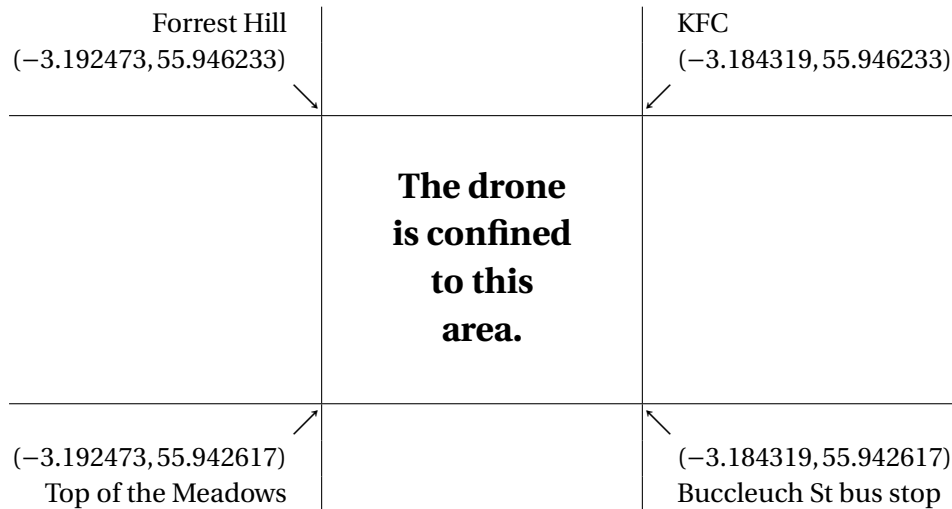 Forrest Hill
(−3.192473, 55.946233)
KFC
(−3.184319, 55.946233)
The drone
is confined
to this
area.
(−3.192473, 55.942617)
Top of the Meadows
(−3.184319, 55.942617)
Buccleuch St bus stop